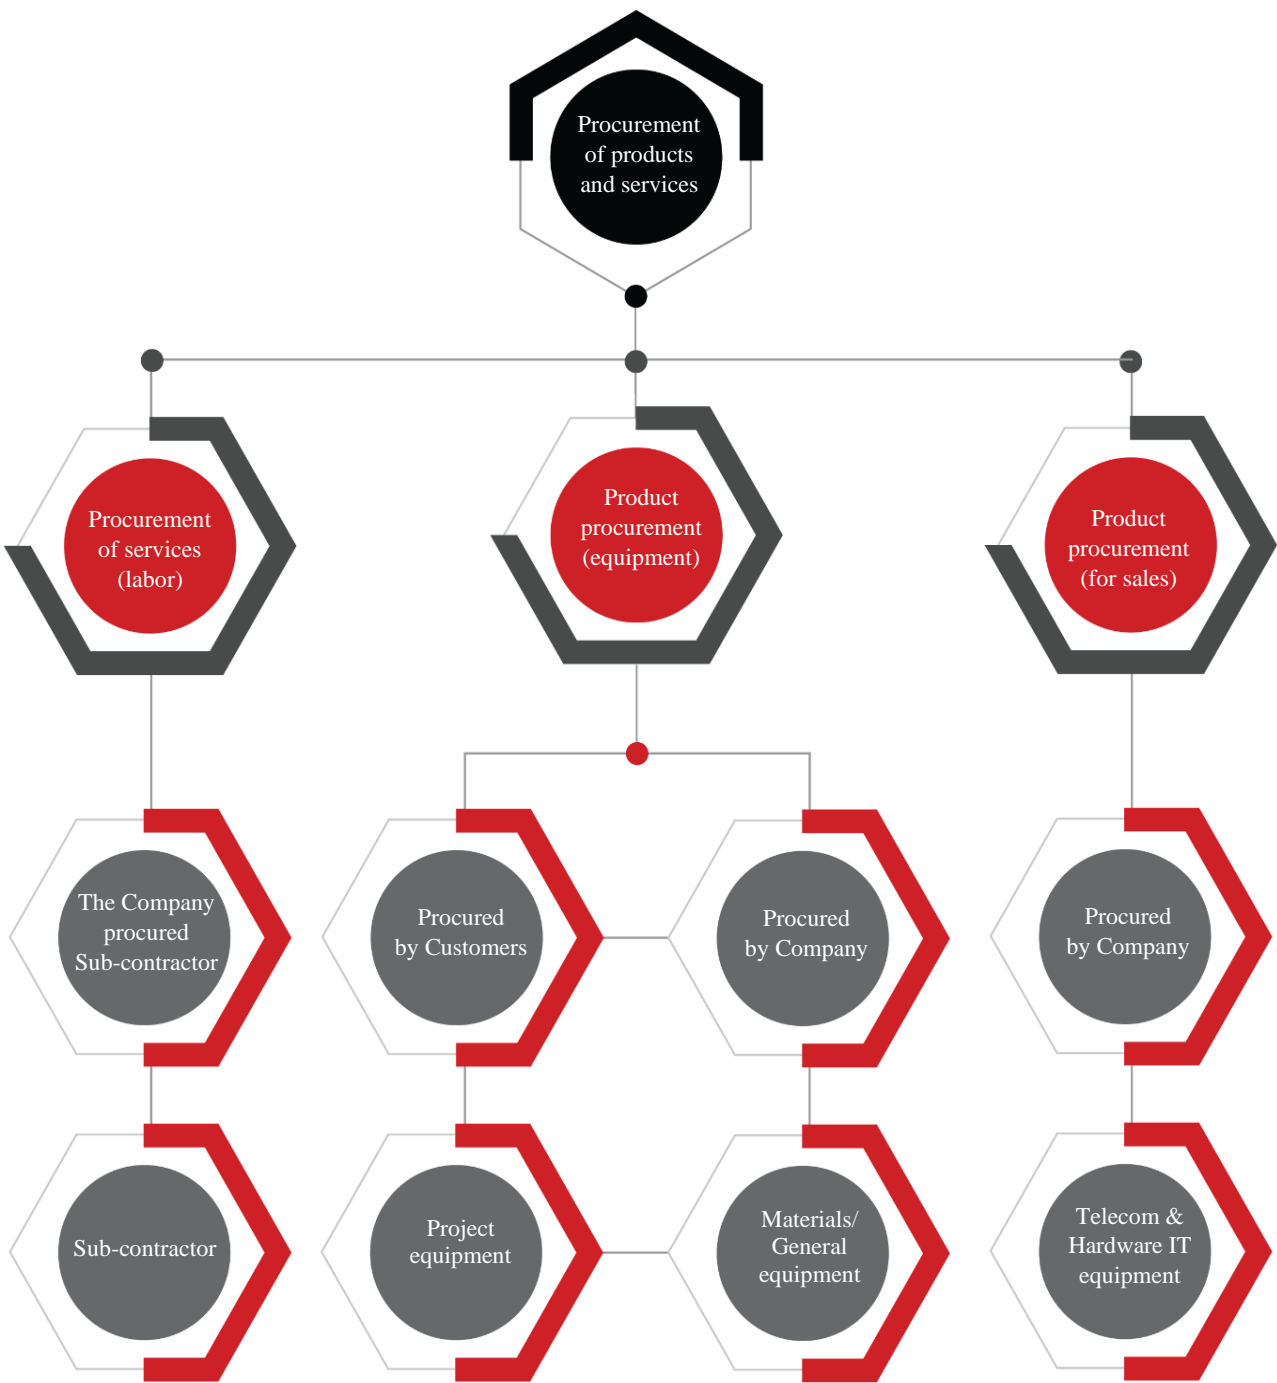 Procurement
of products
and services
Procurement
of services
(labor)
Product
procurement
(equipment)
Product
procurement
(for sales)
The Company
procured
Sub-contractor
Procured
by Customers
Procured
by Company
Procured
by Company
Sub-contractor
Project
equipment
Materials/
General
equipment
Telecom &
Hardware IT
equipment